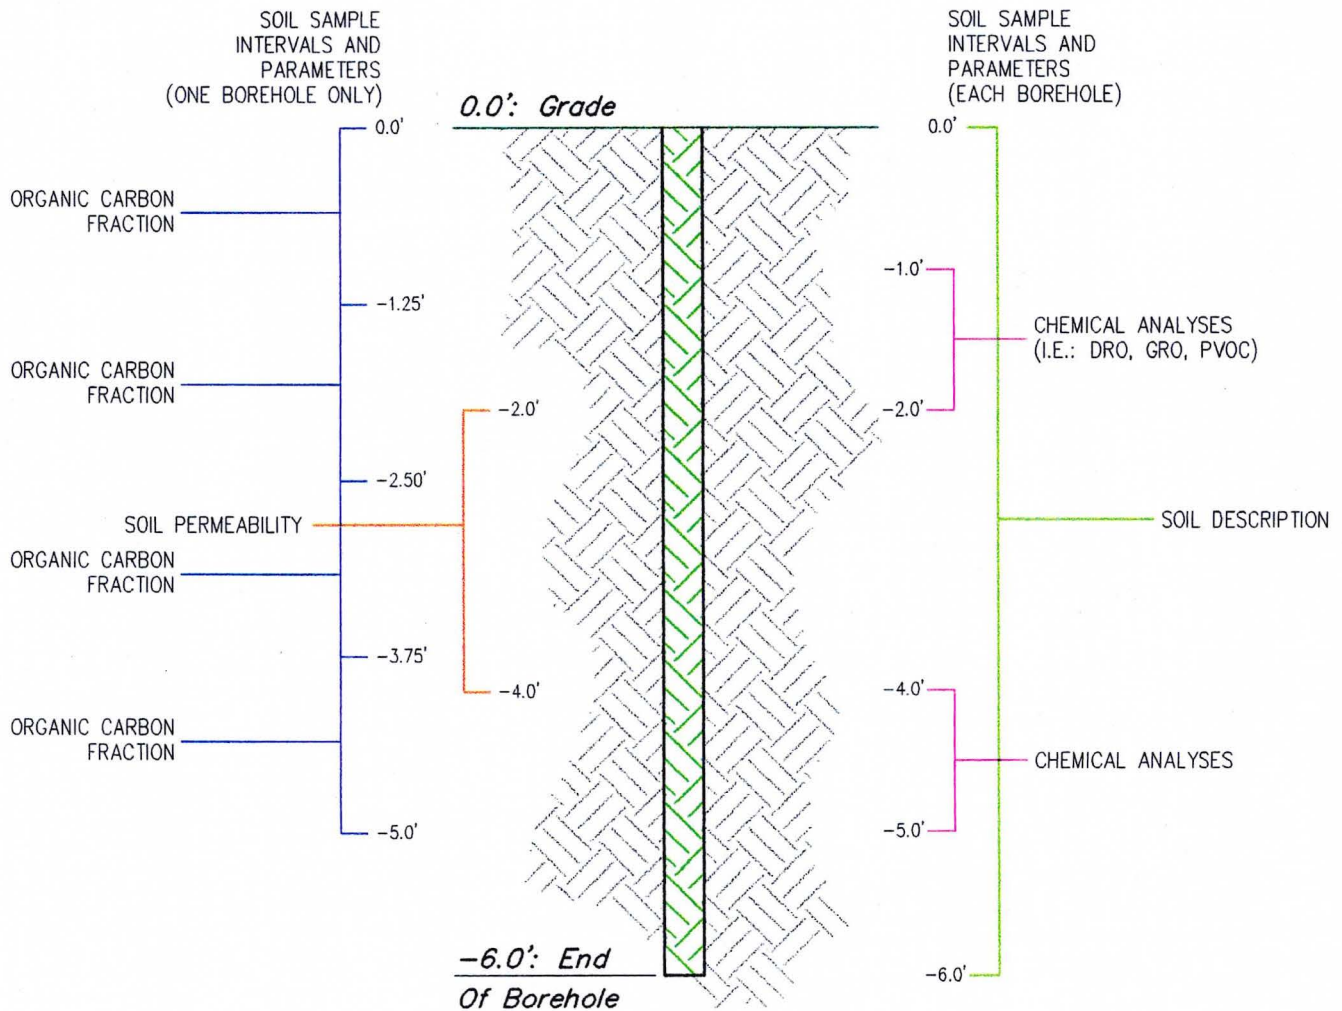 SOIL SAMPLE
INTERVALS AND
PARAMETERS
(ONE BOREHOLE ONLY)
0.0'
ORGANIC CARBON
FRACTION
-1.25'
ORGANIC CARBON
FRACTION
-2.50'
ORGANIC CARBON
FRACTION
-3.75'
ORGANIC CARBON
FRACTION
-5.0'
SOIL PERMEABILITY
-2.0'
-4.0'
0.0': Grade
-6.0': End
Of Borehole
SOIL SAMPLE
INTERVALS AND
PARAMETERS
(EACH BOREHOLE)
0.0'
-1.0'
CHEMICAL ANALYSES
(I.E.: DRO, GRO, PVOC)
-2.0'
SOIL DESCRIPTION
-4.0'
CHEMICAL ANALYSES
-5.0'
-6.0'